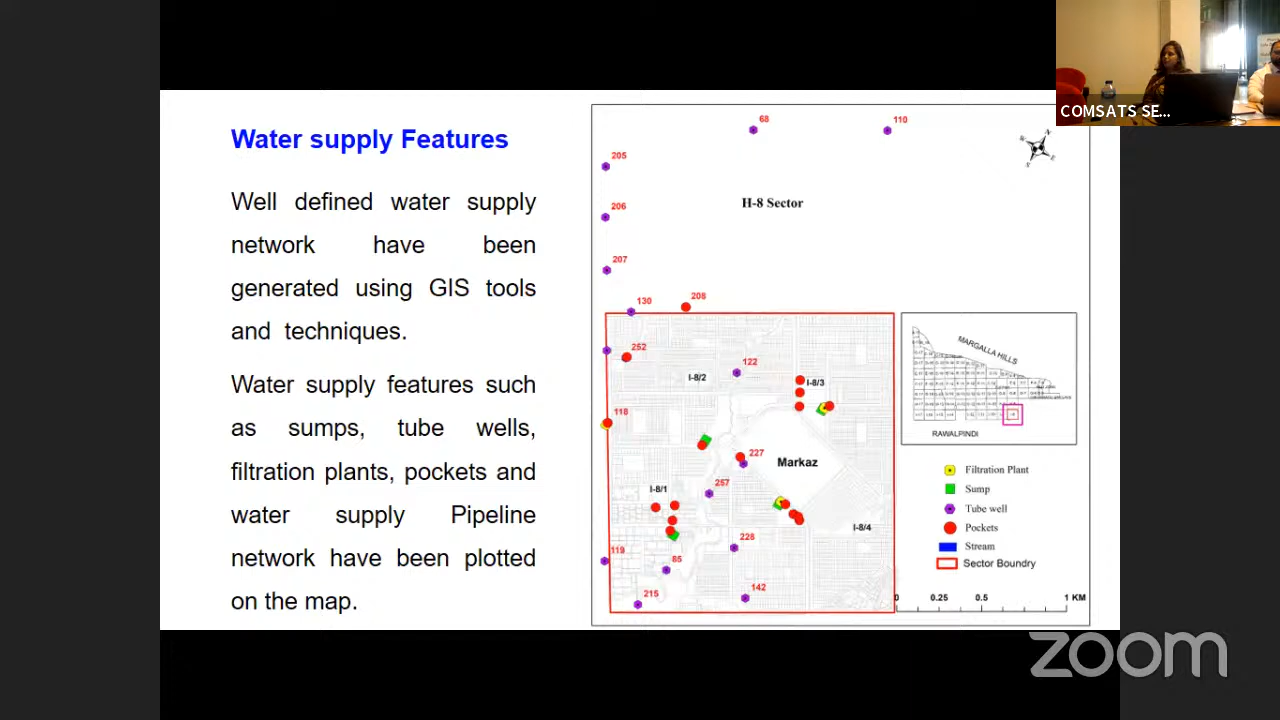 COMSATS SE...
Water supply Features
Well defined water supply
network have been
generated using GIS tools
and techniques.
Water supply features such
as sumps, tube wells,
filtration plants, pockets and
water supply Pipeline
network have been plotted
on the map.
68
110
205
N
W
E
S
206
H-8 Sector
207
130
208
252
122
I-8/2
I-8/3
118
227
Markaz
257
I-8/1
I-8/4
228
119
85
142
215
MARGALLA HILLS
RAWALPINDI
Filtration Plant
Sump
Tube well
Pockets
Stream
Sector Boundry
0 0.25 0.5 1 KM
zoom